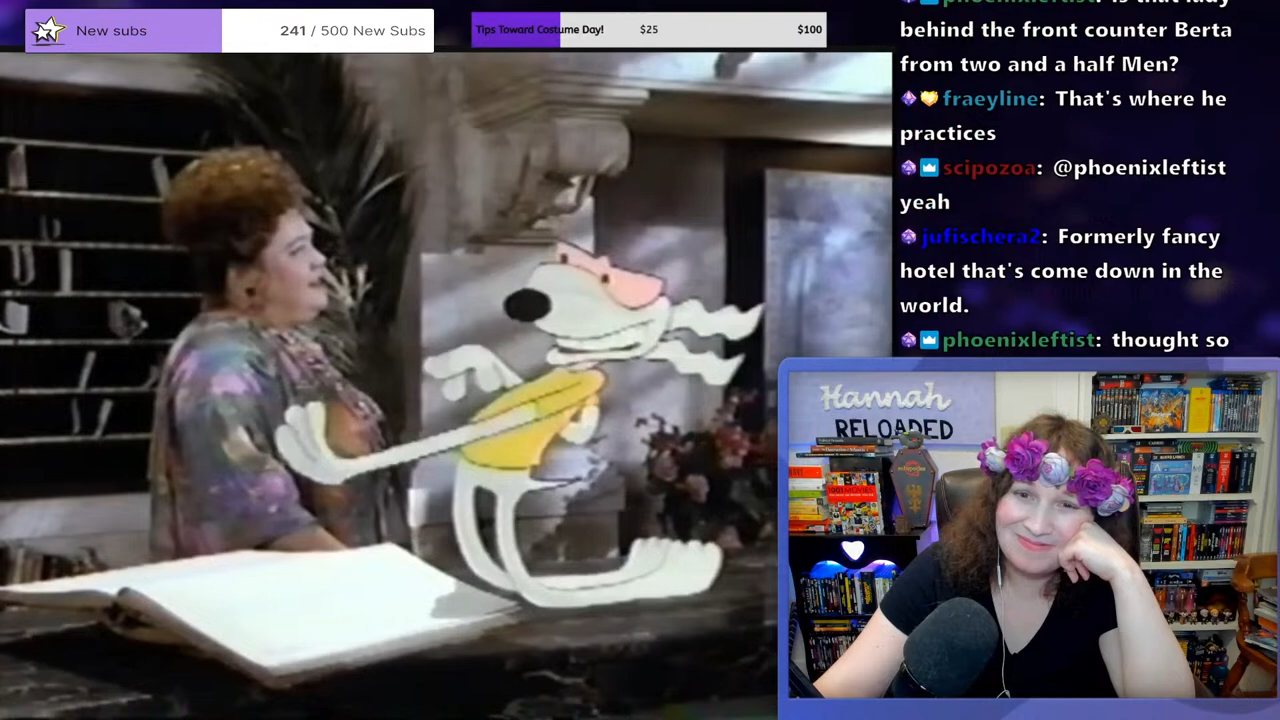 New subs
241 / 500 New Subs
Tips Toward Costume Day!
$25
$100
behind the front counter Berta
from two and a half Men?
fraeyline: That's where he
practices
scipozoa: @phoenixleftist
yeah
jufischera2: Formerly fancy
hotel that's come down in the
world.
phoenixleftist: thought so
Hannah
RELOADED